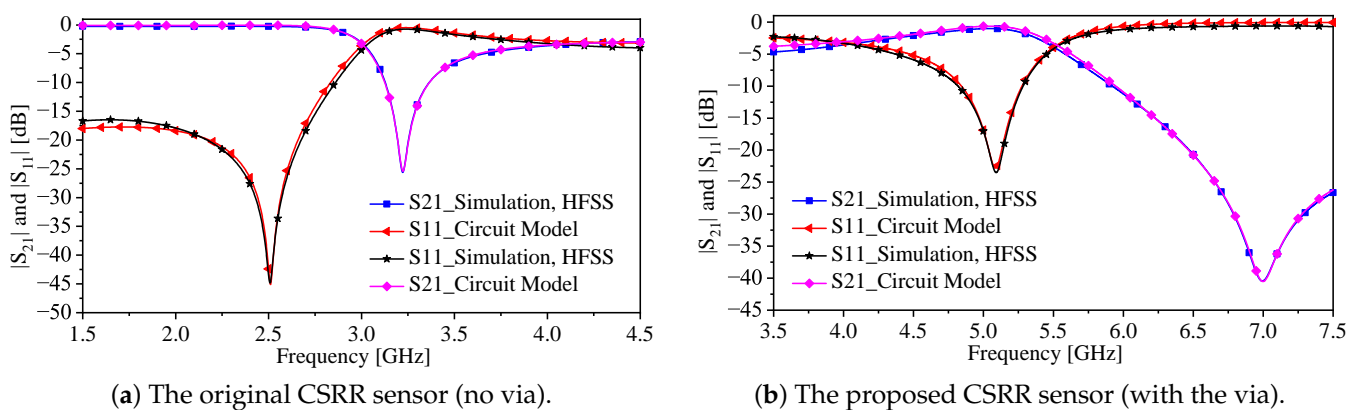 |S21| and |S11| [dB]
0
−5
−10
−15
−20
−25
−30
−35
−40
−45
−50
S21_Simulation, HFSS
S11_Circuit Model
S11_Simulation, HFSS
S21_Circuit Model
1.5 2.0 2.5 3.0 3.5 4.0 4.5
Frequency [GHz]
(a) The original CSRR sensor (no via).
|S21| and |S11| [dB]
0
−5
−10
−15
−20
−25
−30
−35
−40
−45
S21_Simulation, HFSS
S11_Circuit Model
S11_Simulation, HFSS
S21_Circuit Model
3.5 4.0 4.5 5.0 5.5 6.0 6.5 7.0 7.5
Frequency [GHz]
(b) The proposed CSRR sensor (with the via).